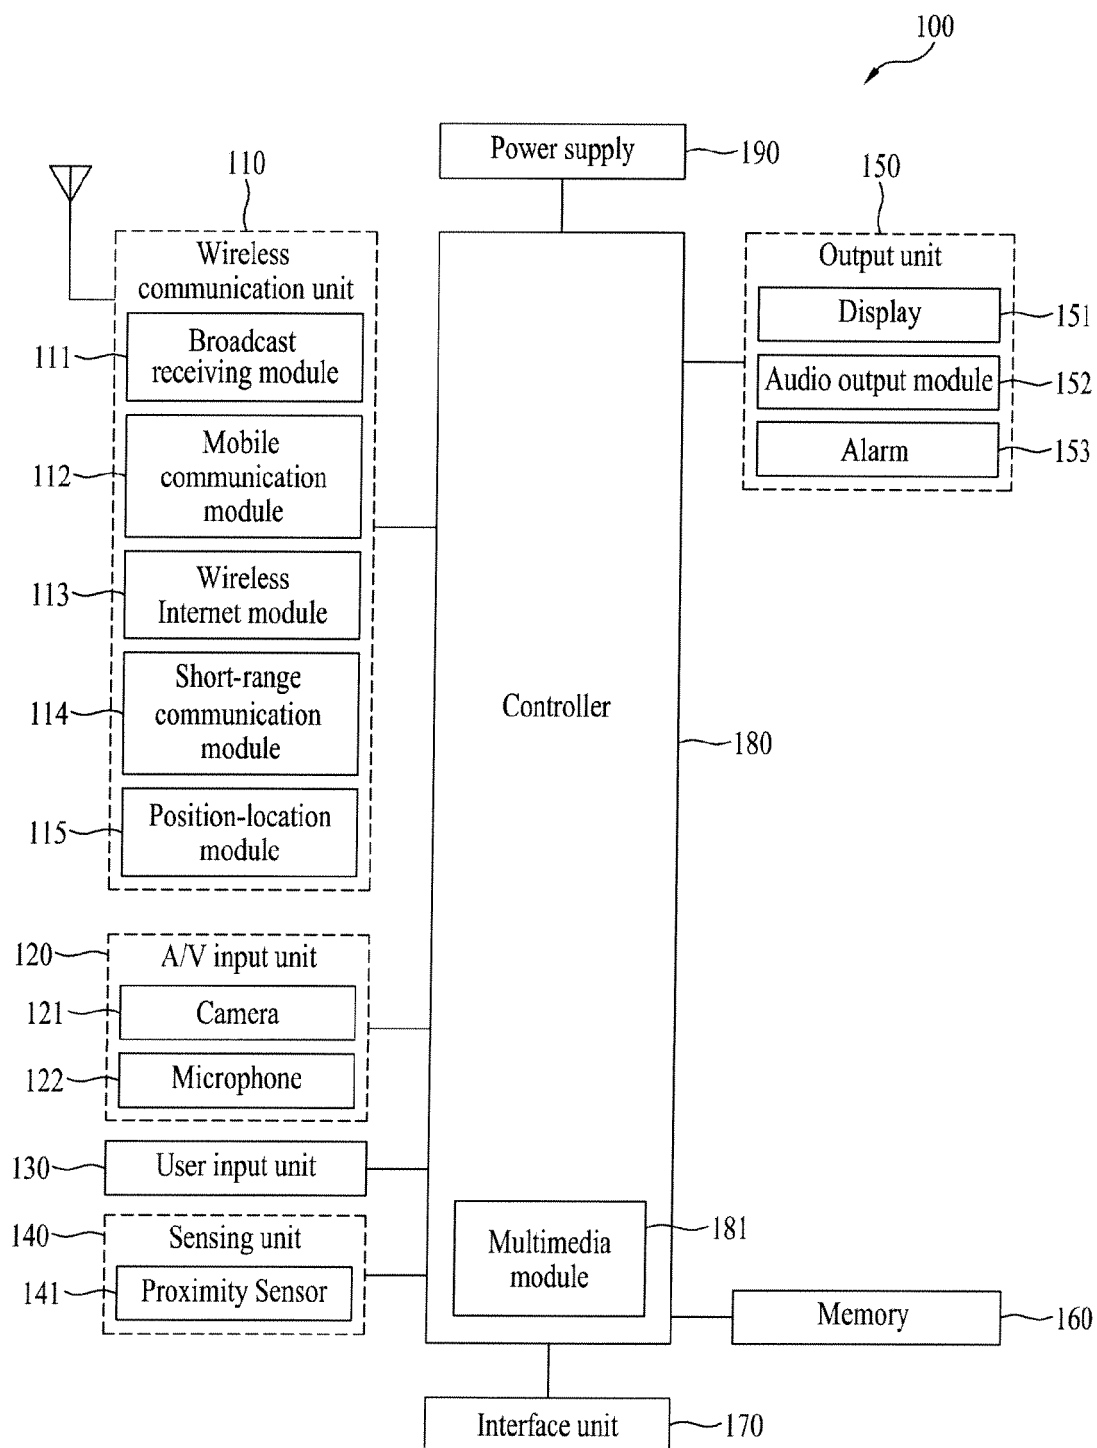 100
Power supply
190
110
150
Wireless
communication unit
Output unit
Display
151
Broadcast
receiving module
111
Audio output module
152
Mobile
communication
module
112
Alarm
153
Wireless
Internet module
113
Short-range
communication
module
114
Controller
180
Position-location
module
115
120
A/V input unit
121
Camera
122
Microphone
130
User input unit
140
Sensing unit
141
Proximity Sensor
Multimedia
module
181
Memory
160
Interface unit
170